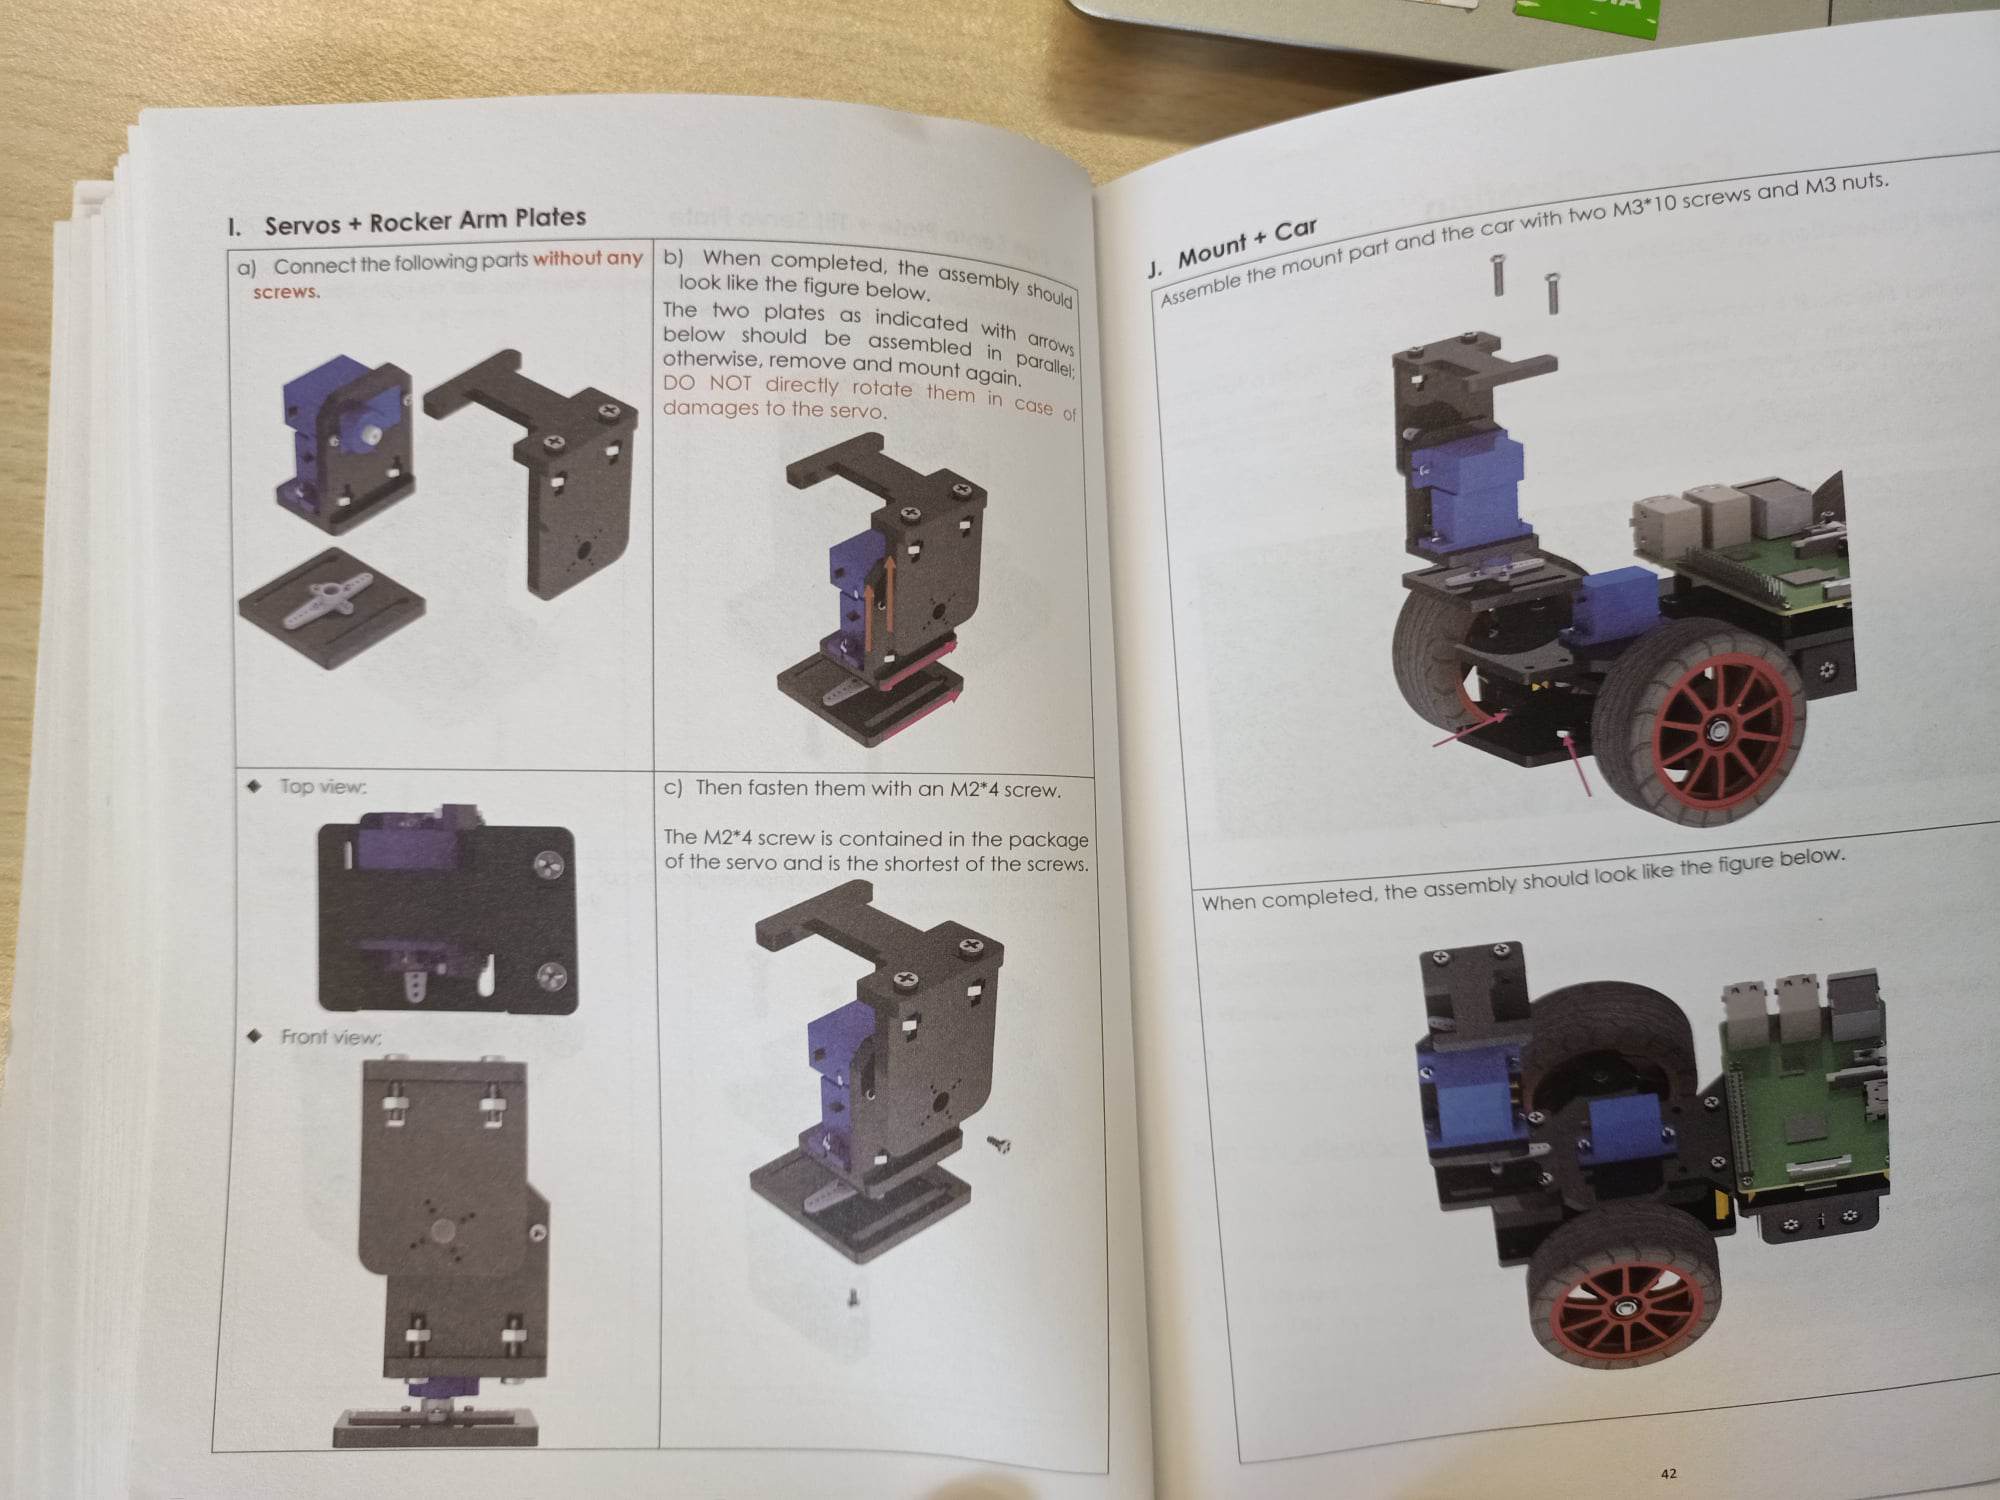 I. Servos + Rocker Arm Plates
a) Connect the following parts without any
screws.
b) When completed, the assembly should
look like the figure below.
The two plates as indicated with arrows
below should be assembled in parallel;
otherwise, remove and mount again.
DO NOT directly rotate them in case of
damages to the servo.
◆ Top view:
◆ Front view:
c) Then fasten them with an M2*4 screw.
The M2*4 screw is contained in the package
of the servo and is the shortest of the screws.
J. Mount + Car
Assemble the mount part and the car with two M3*10 screws and M3 nuts.
When completed, the assembly should look like the figure below.
42